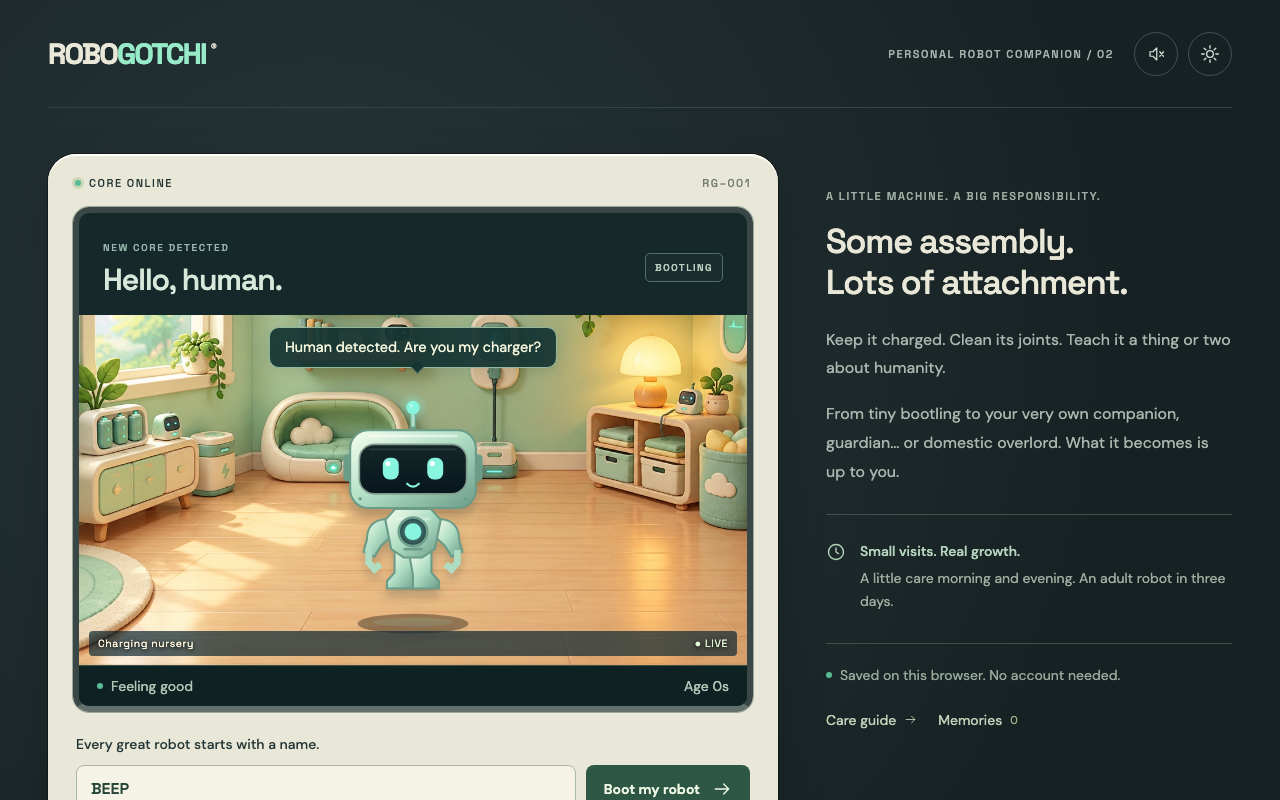 ROBOGOTCHI®
PERSONAL ROBOT COMPANION / 02
CORE ONLINE
RG-001
NEW CORE DETECTED
Hello, human.
BOOTLING
Human detected. Are you my charger?
Charging nursery
LIVE
Feeling good
Age 0s
Every great robot starts with a name.
BEEP
Boot my robot →
A LITTLE MACHINE. A BIG RESPONSIBILITY.
Some assembly.
Lots of attachment.
Keep it charged. Clean its joints. Teach it a thing or two
about humanity.
From tiny bootling to your very own companion,
guardian… or domestic overlord. What it becomes is
up to you.
Small visits. Real growth.
A little care morning and evening. An adult robot in three
days.
Saved on this browser. No account needed.
Care guide →
Memories 0